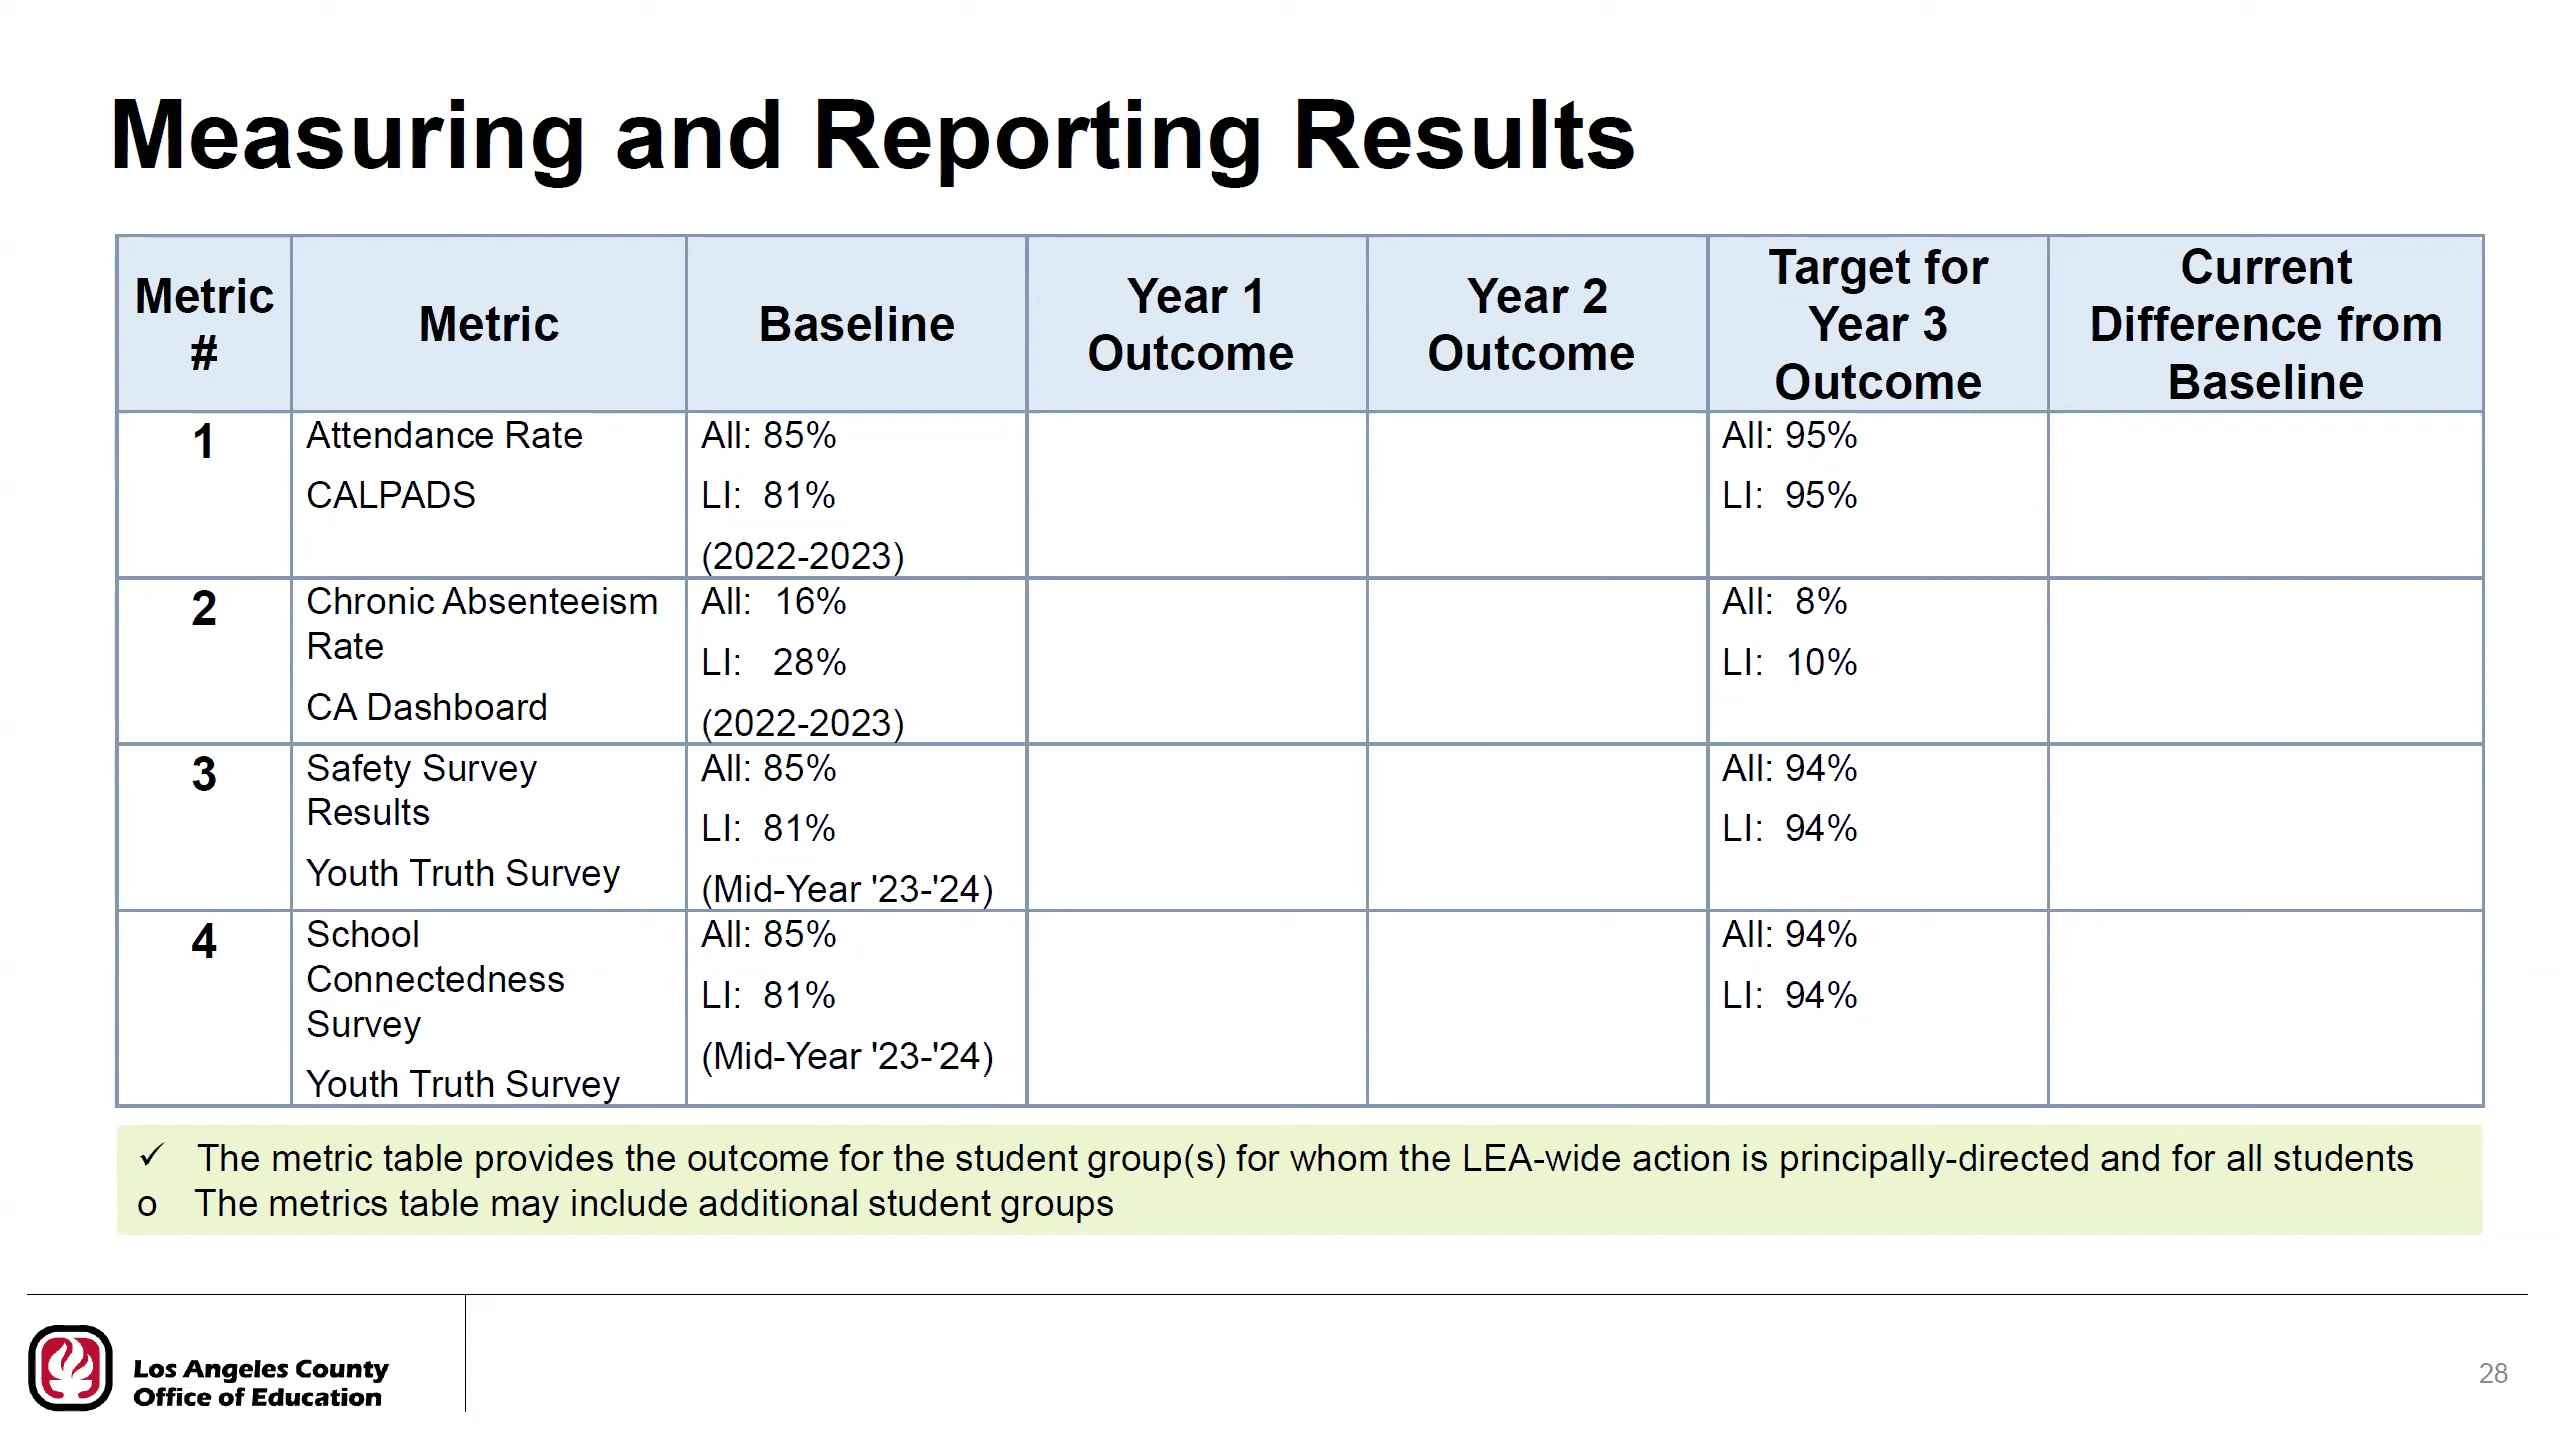 Measuring and Reporting Results
Metric
#
Metric
Baseline
Year 1
Outcome
Year 2
Outcome
Target for
Year 3
Outcome
Current
Difference from
Baseline
1
Attendance Rate
CALPADS
All: 85%
LI: 81%
(2022-2023)
All: 95%
LI: 95%
2
Chronic Absenteeism
Rate
CA Dashboard
All: 16%
LI: 28%
(2022-2023)
All: 8%
LI: 10%
3
Safety Survey
Results
Youth Truth Survey
All: 85%
LI: 81%
(Mid-Year '23-'24)
All: 94%
LI: 94%
4
School
Connectedness
Survey
Youth Truth Survey
All: 85%
LI: 81%
(Mid-Year '23-'24)
All: 94%
LI: 94%
✓ The metric table provides the outcome for the student group(s) for whom the LEA-wide action is principally-directed and for all students
o The metrics table may include additional student groups
Los Angeles County
Office of Education
28